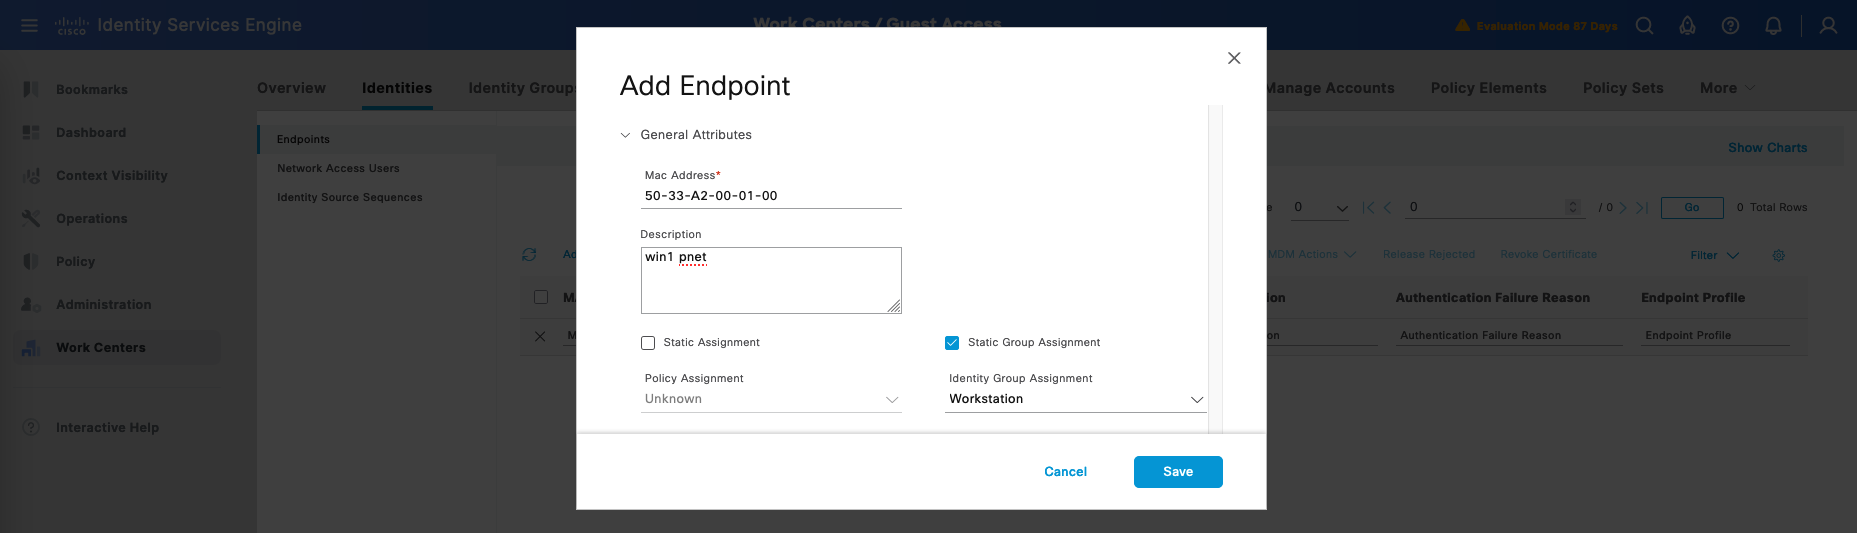 cisco Identity Services Engine
Work Centers / Guest Access
Evaluation Mode 87 Days
Bookmarks
Dashboard
Context Visibility
Operations
Policy
Administration
Work Centers
Interactive Help
Overview
Identities
Identity Groups
Manage Accounts
Policy Elements
Policy Sets
More
Endpoints
Network Access Users
Identity Source Sequences
Show Charts
0
0
/ 0
Go
0 Total Rows
MDM Actions
Release Rejected
Revoke Certificate
Filter
Authentication Failure Reason
Endpoint Profile
Authentication Failure Reason
Endpoint Profile
Add Endpoint
General Attributes
Mac Address*
50-33-A2-00-01-00
Description
win1 pnet
Static Assignment
Static Group Assignment
Policy Assignment
Unknown
Identity Group Assignment
Workstation
Cancel
Save